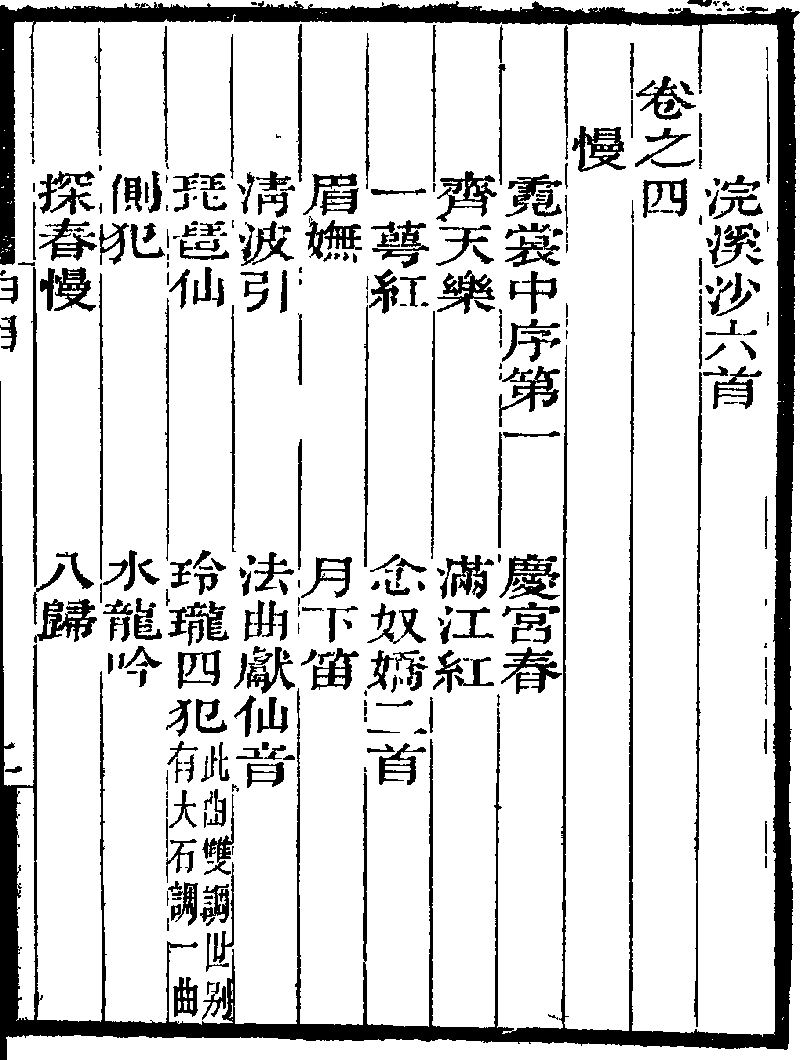 浣溪沙六首
卷之四
慢
霓裳中序第一　慶宮春
齊天樂　滿江紅
一萼紅　念奴嬌二首
眉嫵　月下笛
淸波引　法曲獻仙音
琵琶仙　玲瓏四犯此曲雙調世别有大石調一曲
側犯　水龍吟
探春慢　八歸